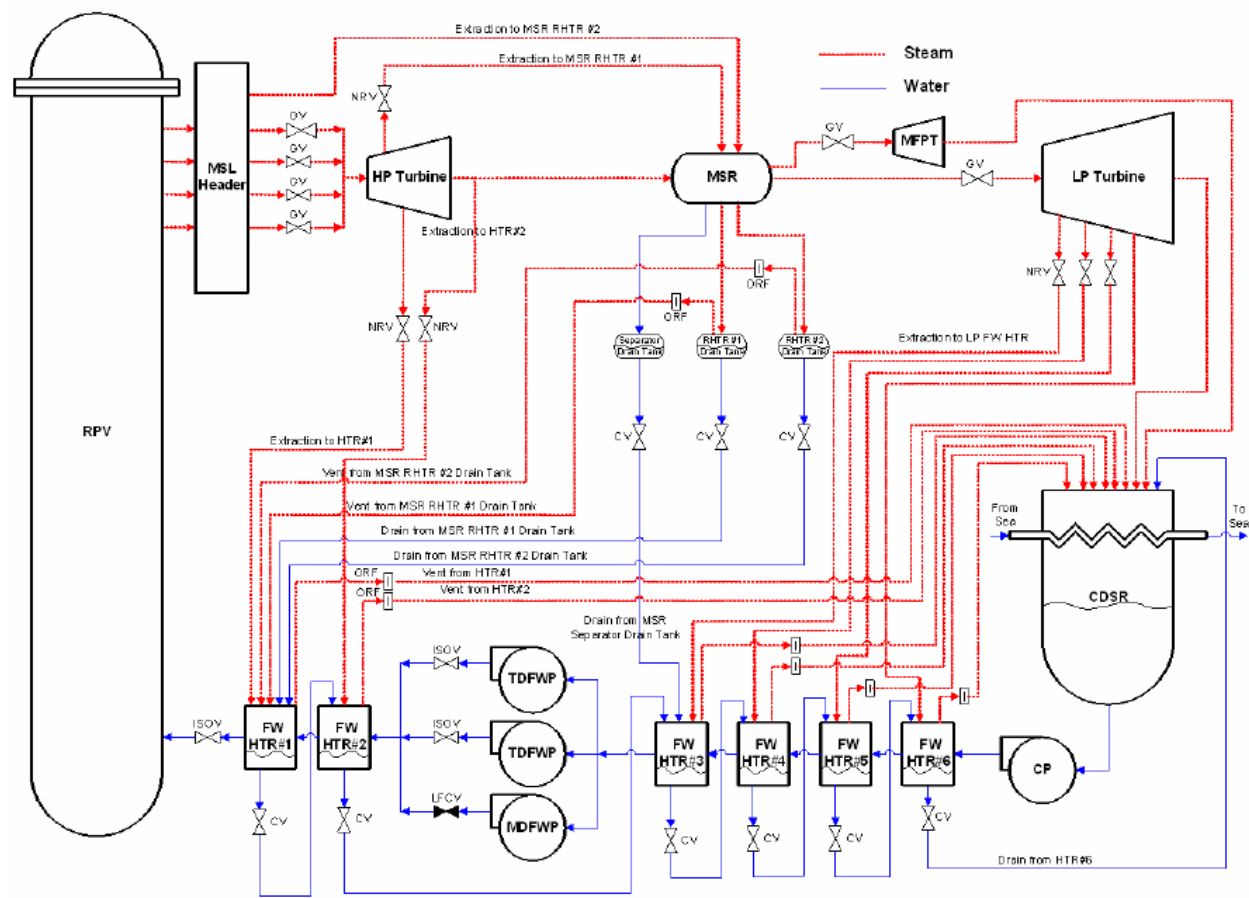 Extraction to MSR RHTR #2
Extraction to MSR RHTR #1
Steam
Water
NRV
GV
MFPT
GV
MSL
Header
GV
GV
GV
HP Turbine
MSR
GV
LP Turbine
Extraction to HTR#2
ORF
ORF
NRV
NRV
NRV
Separator
Drain Tank
RHTR #1
Drain Tank
RHTR #2
Drain Tank
Extraction to LP FW HTR
RPV
Extraction to HTR#1
CV
CV
CV
Vent from MSR RHTR #2 Drain Tank
Vent from MSR RHTR #1 Drain Tank
From
Sea
To
Sea
Drain from MSR RHTR #1 Drain Tank
Drain from MSR RHTR #2 Drain Tank
ORF
Vent from HTR#1
ORF
Vent from HTR#2
CDSR
Drain from MSR
Separator Drain Tank
ISOV
TDFWP
ISOV
FW
HTR#1
FW
HTR#2
ISOV
TDFWP
FW
HTR#3
FW
HTR#4
FW
HTR#5
FW
HTR#6
CP
LFCV
MDFWP
CV
CV
CV
CV
CV
CV
Drain from HTR#6